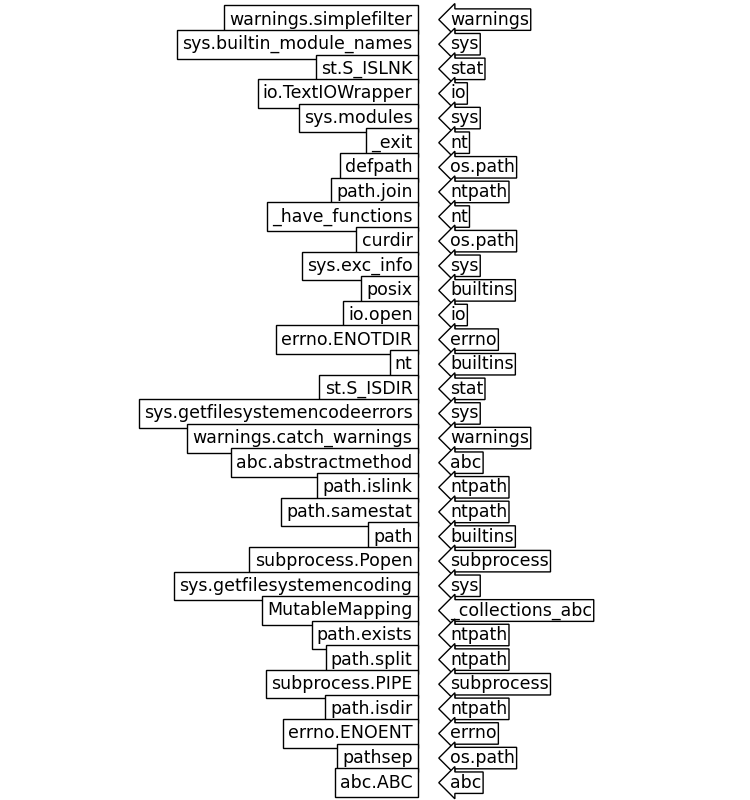 warnings.simplefilter warnings
sys.builtin_module_names sys
st.S_ISLNK stat
io.TextIOWrapper io
sys.modules sys
_exit nt
defpath os.path
path.join ntpath
_have_functions nt
curdir os.path
sys.exc_info sys
posix builtins
io.open io
errno.ENOTDIR errno
nt builtins
st.S_ISDIR stat
sys.getfilesystemencodeerrors sys
warnings.catch_warnings warnings
abc.abstractmethod abc
path.islink ntpath
path.samestat ntpath
path builtins
subprocess.Popen subprocess
sys.getfilesystemencoding sys
MutableMapping _collections_abc
path.exists ntpath
path.split ntpath
subprocess.PIPE subprocess
path.isdir ntpath
errno.ENOENT errno
pathsep os.path
abc.ABC abc